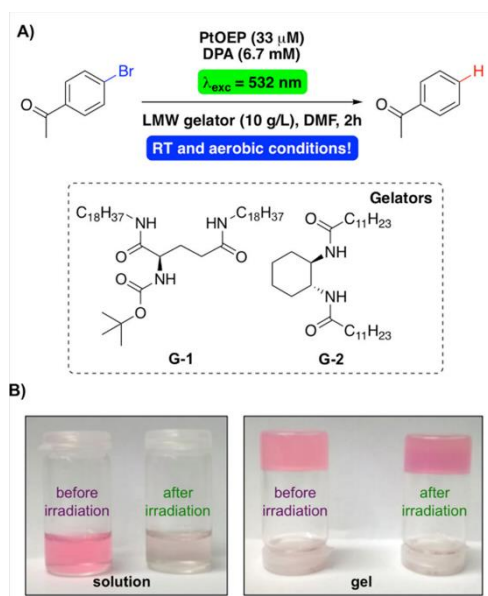 A)
PtOEP (33 μM)
DPA (6.7 mM)
λexc = 532 nm
LMW gelator (10 g/L), DMF, 2h
RT and aerobic conditions!
Br
O
H
O
Gelators
C18H37
NH
HN
C18H37
O
O
NH
O
O
G-1
O
C11H23
NH
NH
O
C11H23
G-2
B)
before
irradiation
after
irradiation
solution
before
irradiation
after
irradiation
gel